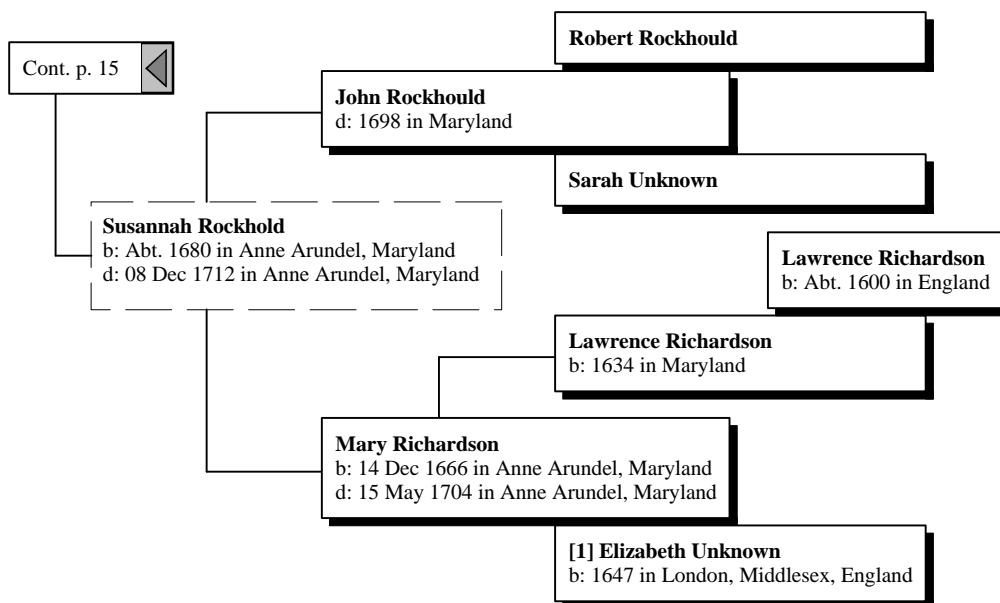 Robert Rockhould
Cont. p. 15
John Rockhould
d: 1698 in Maryland
Sarah Unknown
Susannah Rockhold
b: Abt. 1680 in Anne Arundel, Maryland
d: 08 Dec 1712 in Anne Arundel, Maryland
Lawrence Richardson
b: Abt. 1600 in England
Lawrence Richardson
b: 1634 in Maryland
Mary Richardson
b: 14 Dec 1666 in Anne Arundel, Maryland
d: 15 May 1704 in Anne Arundel, Maryland
[1] Elizabeth Unknown
b: 1647 in London, Middlesex, England